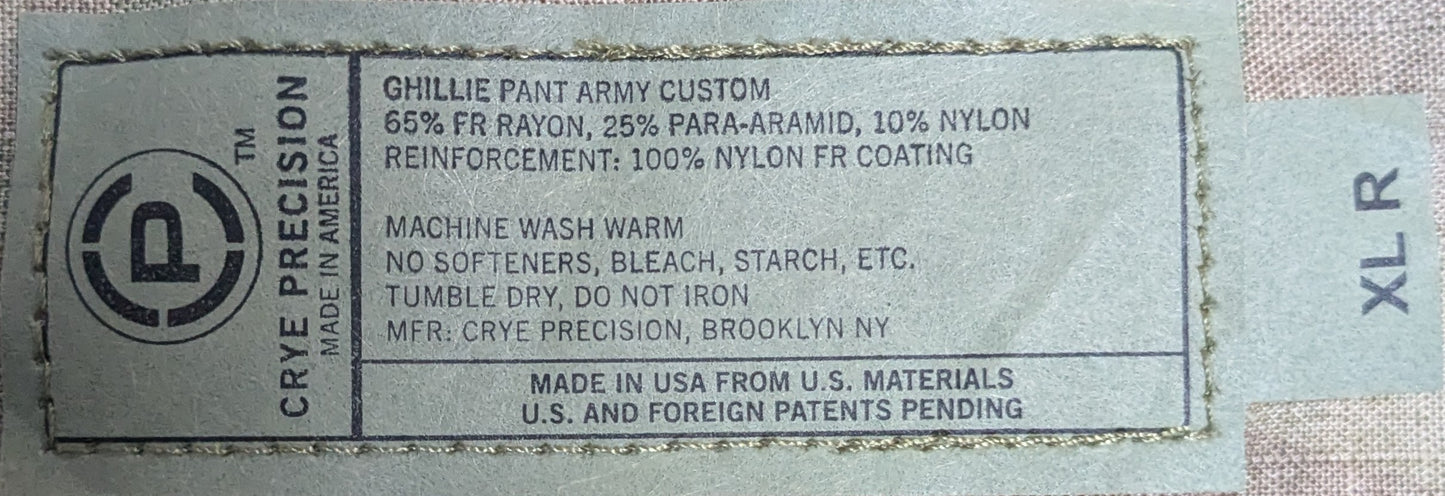 P
TM
CRYE PRECISION
MADE IN AMERICA
GHILLIE PANT ARMY CUSTOM
65% FR RAYON, 25% PARA-ARAMID, 10% NYLON
REINFORCEMENT: 100% NYLON FR COATING
MACHINE WASH WARM
NO SOFTENERS, BLEACH, STARCH, ETC.
TUMBLE DRY, DO NOT IRON
MFR: CRYE PRECISION, BROOKLYN NY
MADE IN USA FROM U.S. MATERIALS
U.S. AND FOREIGN PATENTS PENDING
XL R